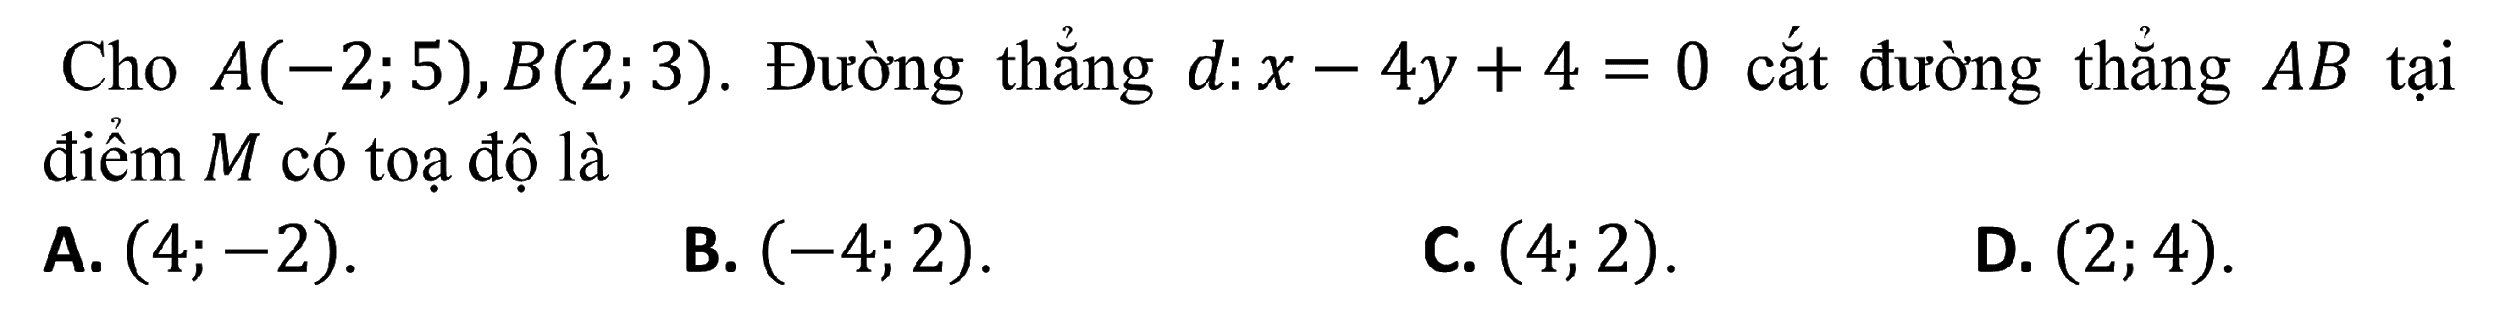 Cho A(−2; 5), B(2; 3). Đường thẳng d: x − 4y + 4 = 0 cắt đường thẳng AB tại
điểm M có toạ độ là
A. (4; −2). B. (−4; 2). C. (4; 2). D. (2; 4).